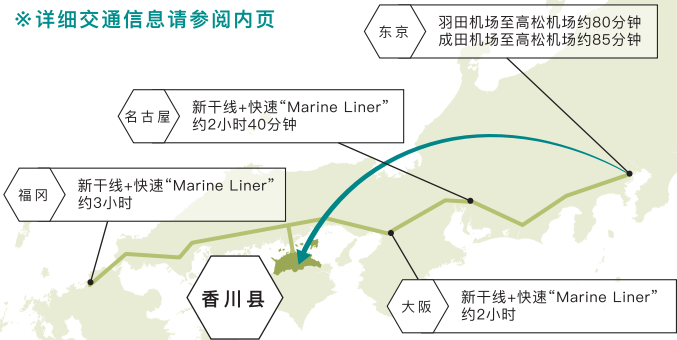 ※详细交通信息请参阅内页
东京
羽田机场至高松机场约80分钟
成田机场至高松机场约85分钟
名古屋
新干线+快速“Marine Liner”
约2小时40分钟
福冈
新干线+快速“Marine Liner”
约3小时
香川县
大阪
新干线+快速“Marine Liner”
约2小时